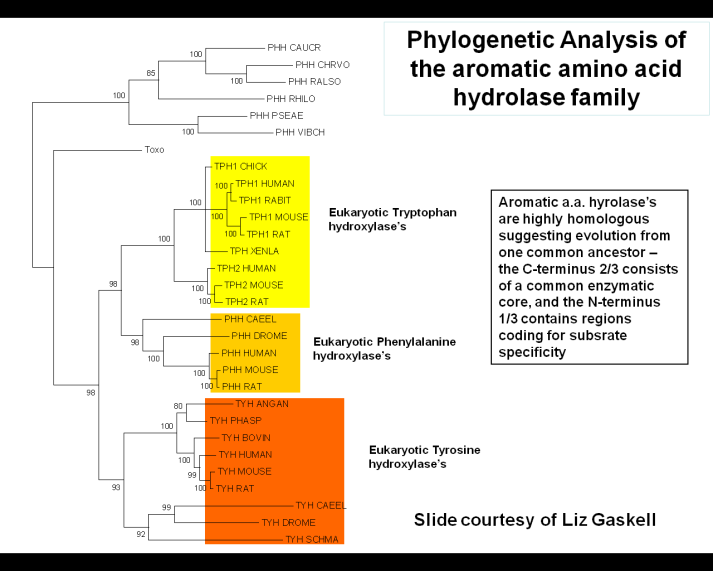 Phylogenetic Analysis of
the aromatic amino acid
hydrolase family
PHH CAUCR
100
PHH CHRVO
85
100
PHH RALSO
100
PHH RHILO
PHH PSEAE
100
PHH VIBCH
Toxo
TPH1 CHICK
100
TPH1 HUMAN
TPH1 RABIT
100
TPH1 MOUSE
100
TPH1 RAT
100
TPH XENLA
TPH2 HUMAN
100
TPH2 MOUSE
100
TPH2 RAT
98
Eukaryotic Tryptophan
hydroxylase's
Aromatic a.a. hyrolase's
are highly homologous
suggesting evolution from
one common ancestor –
the C-terminus 2/3 consists
of a common enzymatic
core, and the N-terminus
1/3 contains regions
coding for subsrate
specificity
PHH CAEEL
98
PHH DROME
100
PHH HUMAN
100
PHH MOUSE
100
PHH RAT
98
Eukaryotic Phenylalanine
hydroxylase's
TYH ANGAN
80
TYH PHASP
100
TYH BOVIN
100
TYH HUMAN
99
TYH MOUSE
100
TYH RAT
93
TYH CAEEL
99
TYH DROME
92
TYH SCHMA
Eukaryotic Tyrosine
hydroxylase's
Slide courtesy of Liz Gaskell